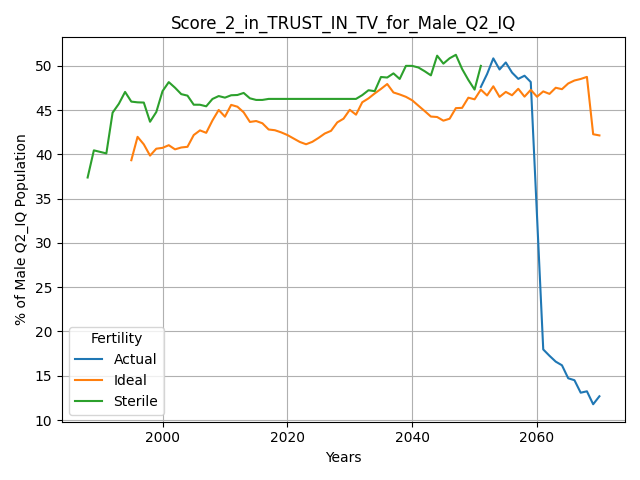 Score_2_in_TRUST_IN_TV_for_Male_Q2_IQ
% of Male Q2_IQ Population
50
45
40
35
30
25
20
15
10
Fertility
Actual
Ideal
Sterile
2000
2020
2040
2060
Years